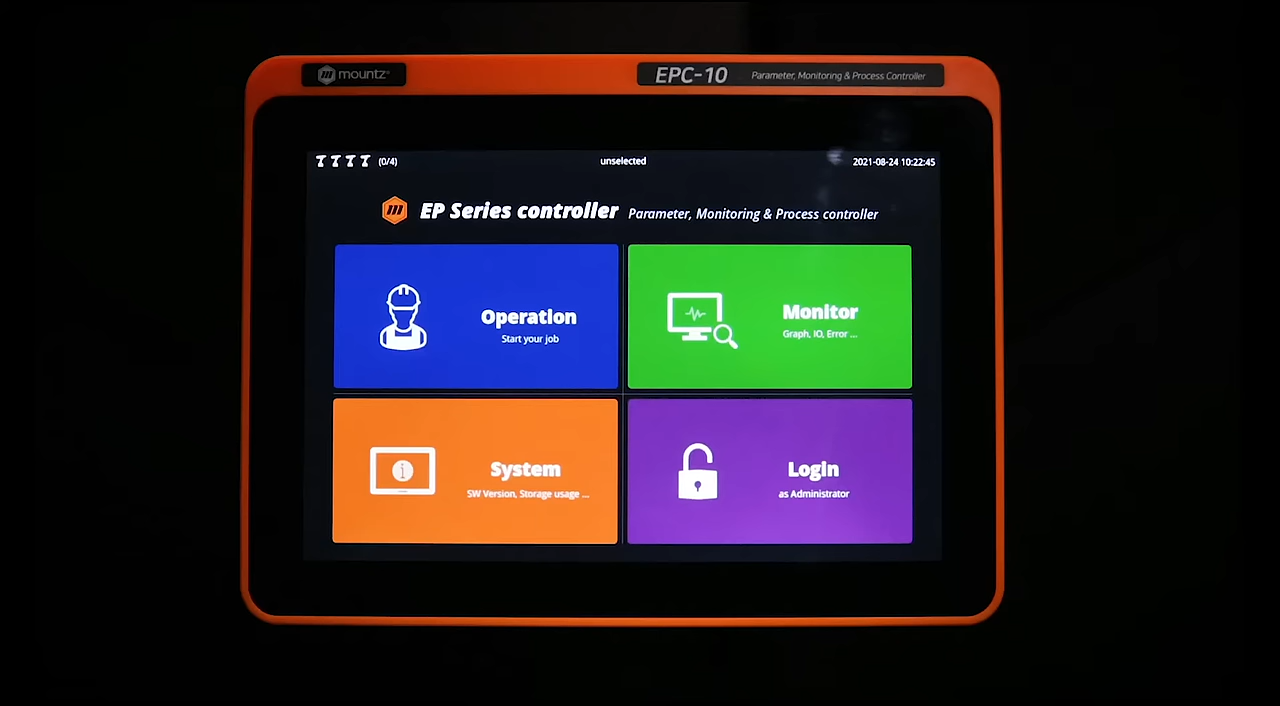 mountz®
EPC-10 Parameter, Monitoring & Process Controller
(0/4) unselected 2021-08-24 10:22:45
EP Series controller Parameter, Monitoring & Process controller
Operation
Start your job
Monitor
Graph, IO, Error ...
System
SW Version, Storage usage ...
Login
as Administrator